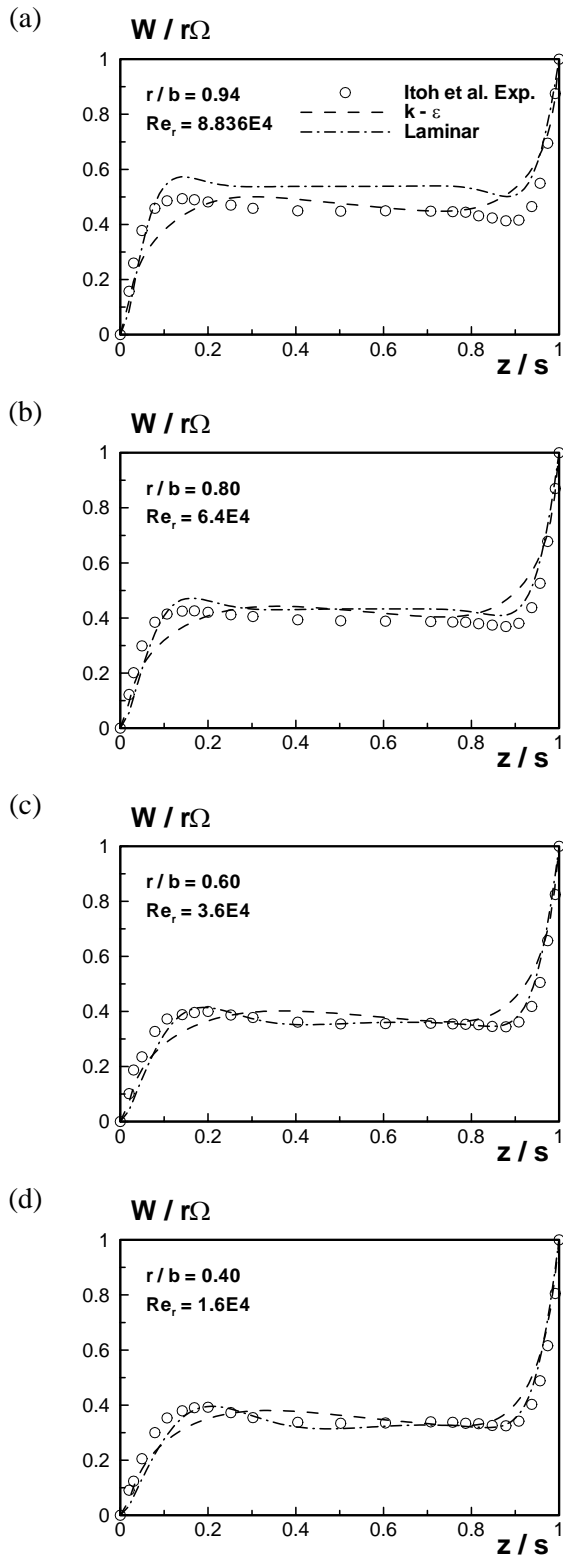 (a)
W / rΩ
1
0.8
0.6
0.4
0.2
0
r / b = 0.94
Re_r = 8.836E4
Itoh et al. Exp.
k - ε
Laminar
0 0.2 0.4 0.6 0.8 1
z / s
(b)
W / rΩ
1
0.8
0.6
0.4
0.2
0
r / b = 0.80
Re_r = 6.4E4
0 0.2 0.4 0.6 0.8 1
z / s
(c)
W / rΩ
1
0.8
0.6
0.4
0.2
0
r / b = 0.60
Re_r = 3.6E4
0 0.2 0.4 0.6 0.8 1
z / s
(d)
W / rΩ
1
0.8
0.6
0.4
0.2
0
r / b = 0.40
Re_r = 1.6E4
0 0.2 0.4 0.6 0.8 1
z / s